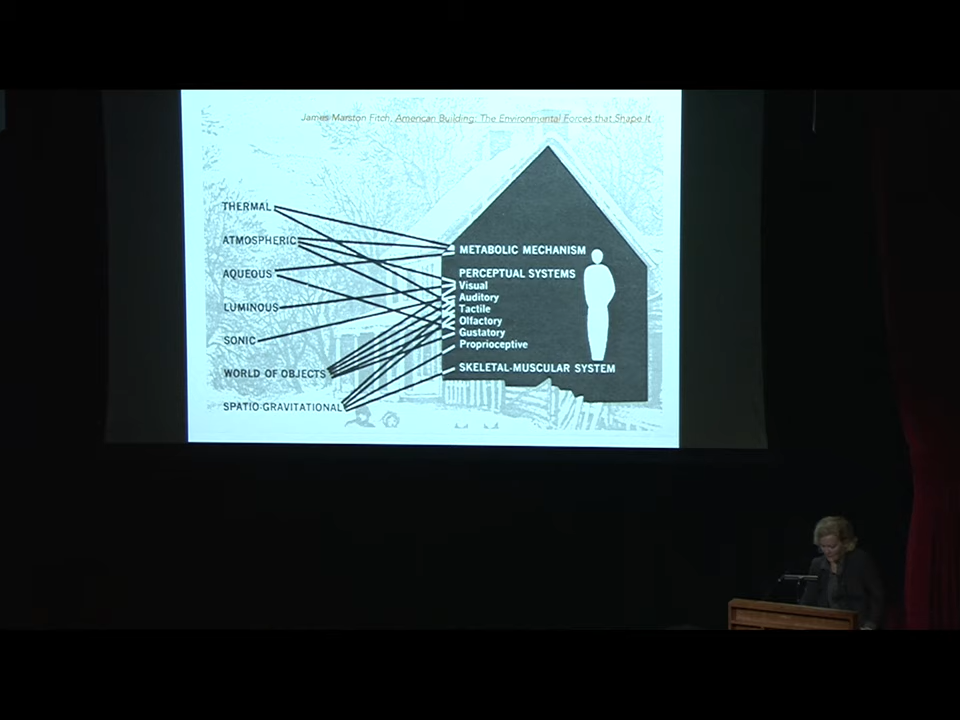 James Marston Fitch, American Building: The Environmental Forces that Shape It
THERMAL
ATMOSPHERIC
AQUEOUS
LUMINOUS
SONIC
WORLD OF OBJECTS
SPATIO-GRAVITATIONAL
METABOLIC MECHANISM
PERCEPTUAL SYSTEMS
Visual
Auditory
Tactile
Olfactory
Gustatory
Proprioceptive
SKELETAL-MUSCULAR SYSTEM